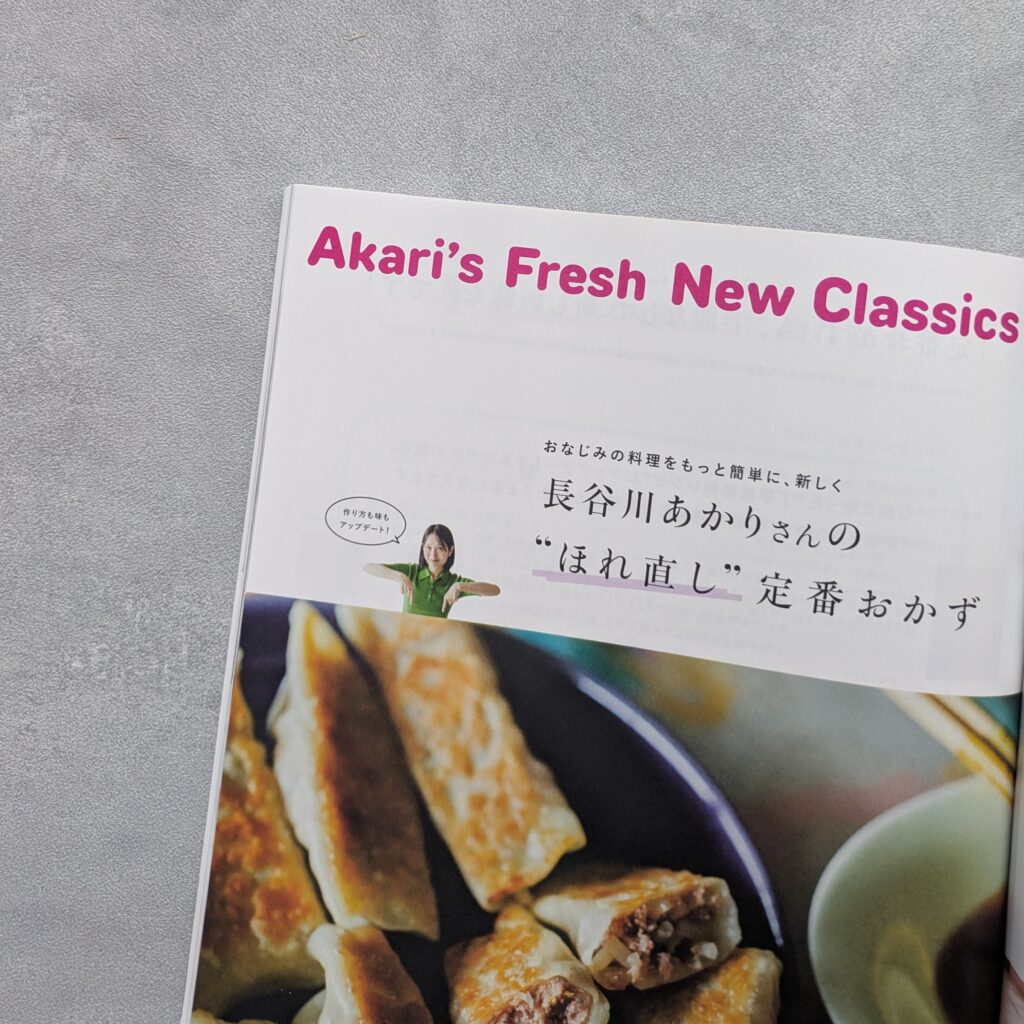 Akari's Fresh New Classics
おなじみの料理をもっと簡単に、新しく
長谷川あかりさんの
“ほれ直し” 定番おかず
作り方も味も
アップデート!